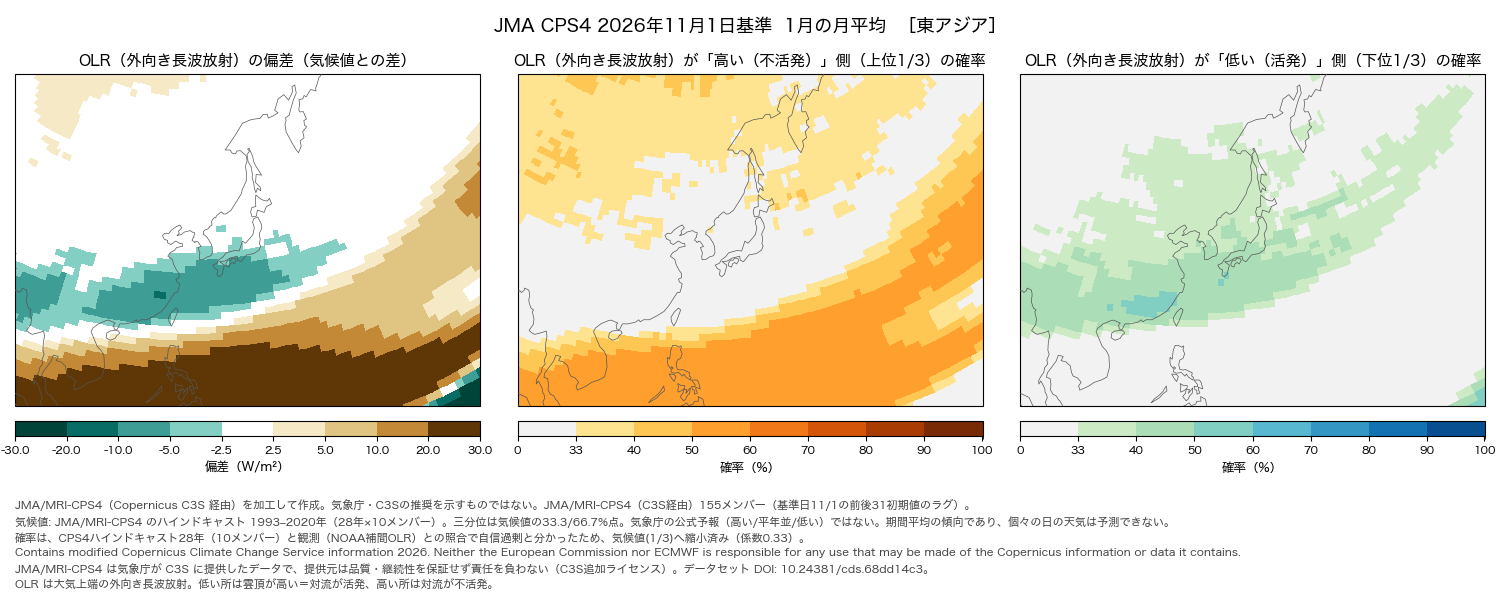 JMA CPS4 2026年11月1日基準 1月の月平均 ［東アジア］
OLR（外向き長波放射）の偏差（気候値との差）
OLR（外向き長波放射）が「高い（不活発）」側（上位1/3）の確率
OLR（外向き長波放射）が「低い（活発）」側（下位1/3）の確率
-30.0 -20.0 -10.0 -5.0 -2.5 2.5 5.0 10.0 20.0 30.0
偏差（W/m²）
0 33 40 50 60 70 80 90 100
確率（%）
0 33 40 50 60 70 80 90 100
確率（%）
JMA/MRI-CPS4（Copernicus C3S 経由）を加工して作成。気象庁・C3Sの推奨を示すものではない。JMA/MRI-CPS4（C3S経由）155メンバー（基準日11/1の前後31初期値のラグ）。
気候値: JMA/MRI-CPS4 のハインドキャスト 1993–2020年（28年×10メンバー）。三分位は気候値の33.3/66.7%点。気象庁の公式予報（高い/平年並/低い）ではない。期間平均の傾向であり、個々の日の天気は予測できない。
確率は、CPS4ハインドキャスト28年（10メンバー）と観測（NOAA補間OLR）との照合で自信過剰と分かったため、気候値(1/3)へ縮小済み（係数0.33）。
Contains modified Copernicus Climate Change Service information 2026. Neither the European Commission nor ECMWF is responsible for any use that may be made of the Copernicus information or data it contains.
JMA/MRI-CPS4 は気象庁が C3S に提供したデータで、提供元は品質・継続性を保証せず責任を負わない（C3S追加ライセンス）。データセット DOI: 10.24381/cds.68dd14c3。
OLR は大気上端の外向き長波放射。低い所は雲頂が高い＝対流が活発、高い所は対流が不活発。